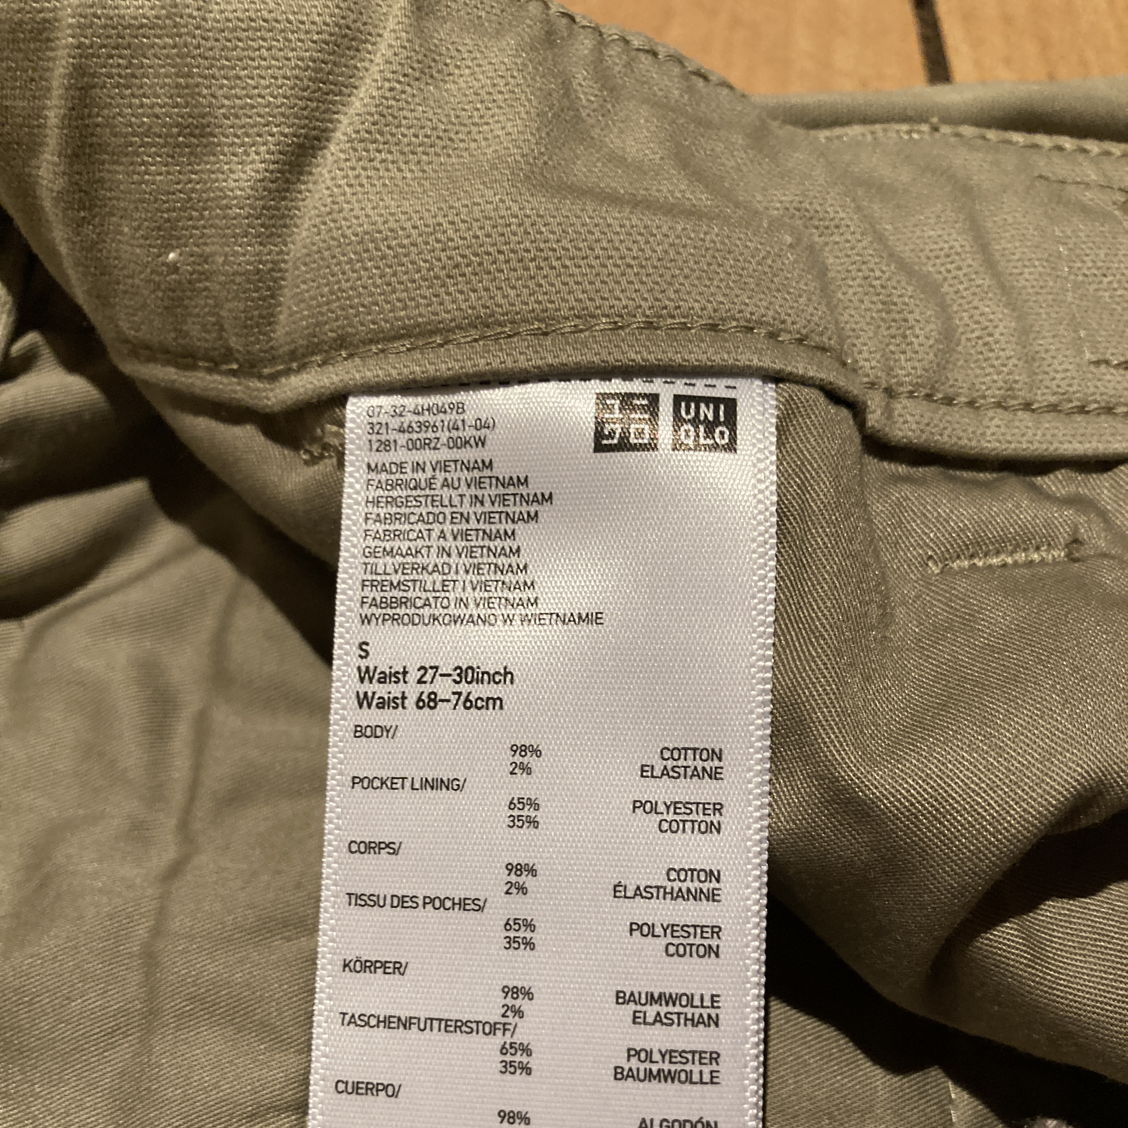 07-32-4H049B
321-463961(41-04)
1281-00RZ-00KW
ユニ
クロ
UNI
QLO
MADE IN VIETNAM
FABRIQUÉ AU VIETNAM
HERGESTELLT IN VIETNAM
FABRICADO EN VIETNAM
FABRICAT A VIETNAM
GEMAAKT IN VIETNAM
TILLVERKAD I VIETNAM
FREMSTILLET I VIETNAM
FABBRICATO IN VIETNAM
WYPRODUKOWANO W WIETNAMIE
S
Waist 27–30inch
Waist 68–76cm
BODY/
98% COTTON
2% ELASTANE
POCKET LINING/
65% POLYESTER
35% COTTON
CORPS/
98% COTON
2% ÉLASTHANNE
TISSU DES POCHES/
65% POLYESTER
35% COTON
KÖRPER/
98% BAUMWOLLE
2% ELASTHAN
TASCHENFUTTERSTOFF/
65% POLYESTER
35% BAUMWOLLE
CUERPO/
98% ALGODÓN